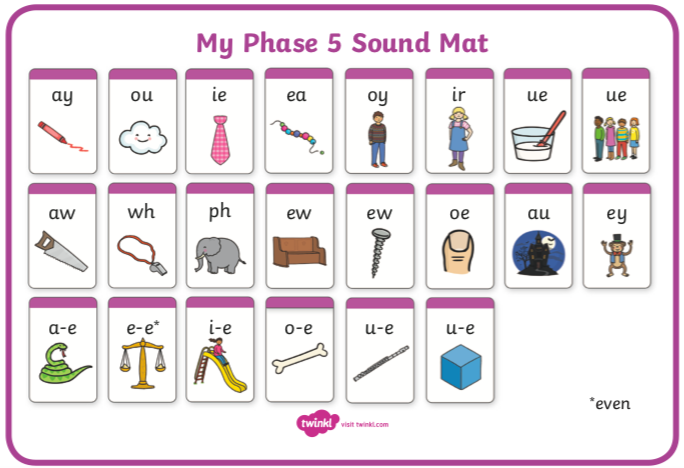 My Phase 5 Sound Mat
ay ou ie ea oy ir ue ue
aw wh ph ew ew oe au ey
a-e e-e* i-e o-e u-e u-e
*even
twinkl visit twinkl.com